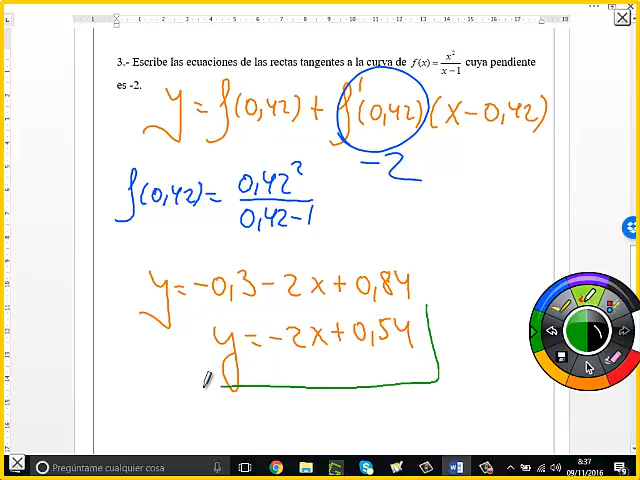 3.- Escribe las ecuaciones de las rectas tangentes a la curva de f(x) = x²/(x−1) cuya pendiente
es -2.
y = f(0,42) + f'(0,42)(x−0,42)
−2
f(0,42) = 0,42²/(0,42−1)
y = −0,3 − 2x + 0,84
y = −2x + 0,54
Pregúntame cualquier cosa
8:37
09/11/2016